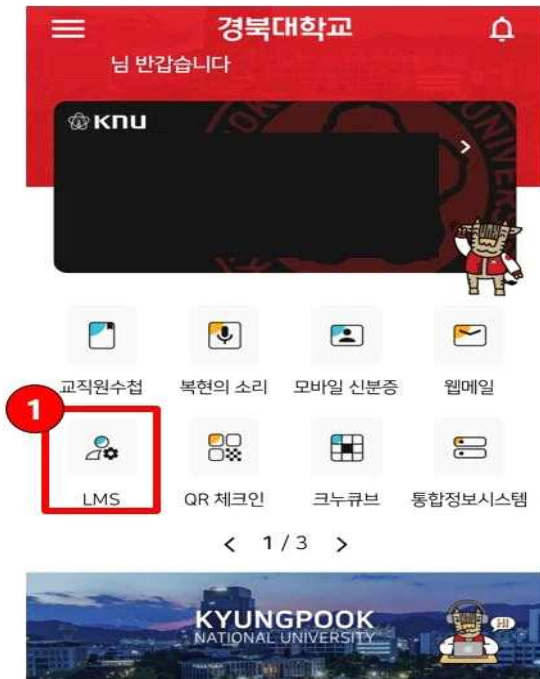 경북대학교
님 반갑습니다
KNU
교직원수첩
복현의 소리
모바일 신분증
웹메일
1
LMS
QR 체크인
크누큐브
통합정보시스템
< 1 / 3 >
KYUNGPOOK
NATIONAL UNIVERSITY
HI